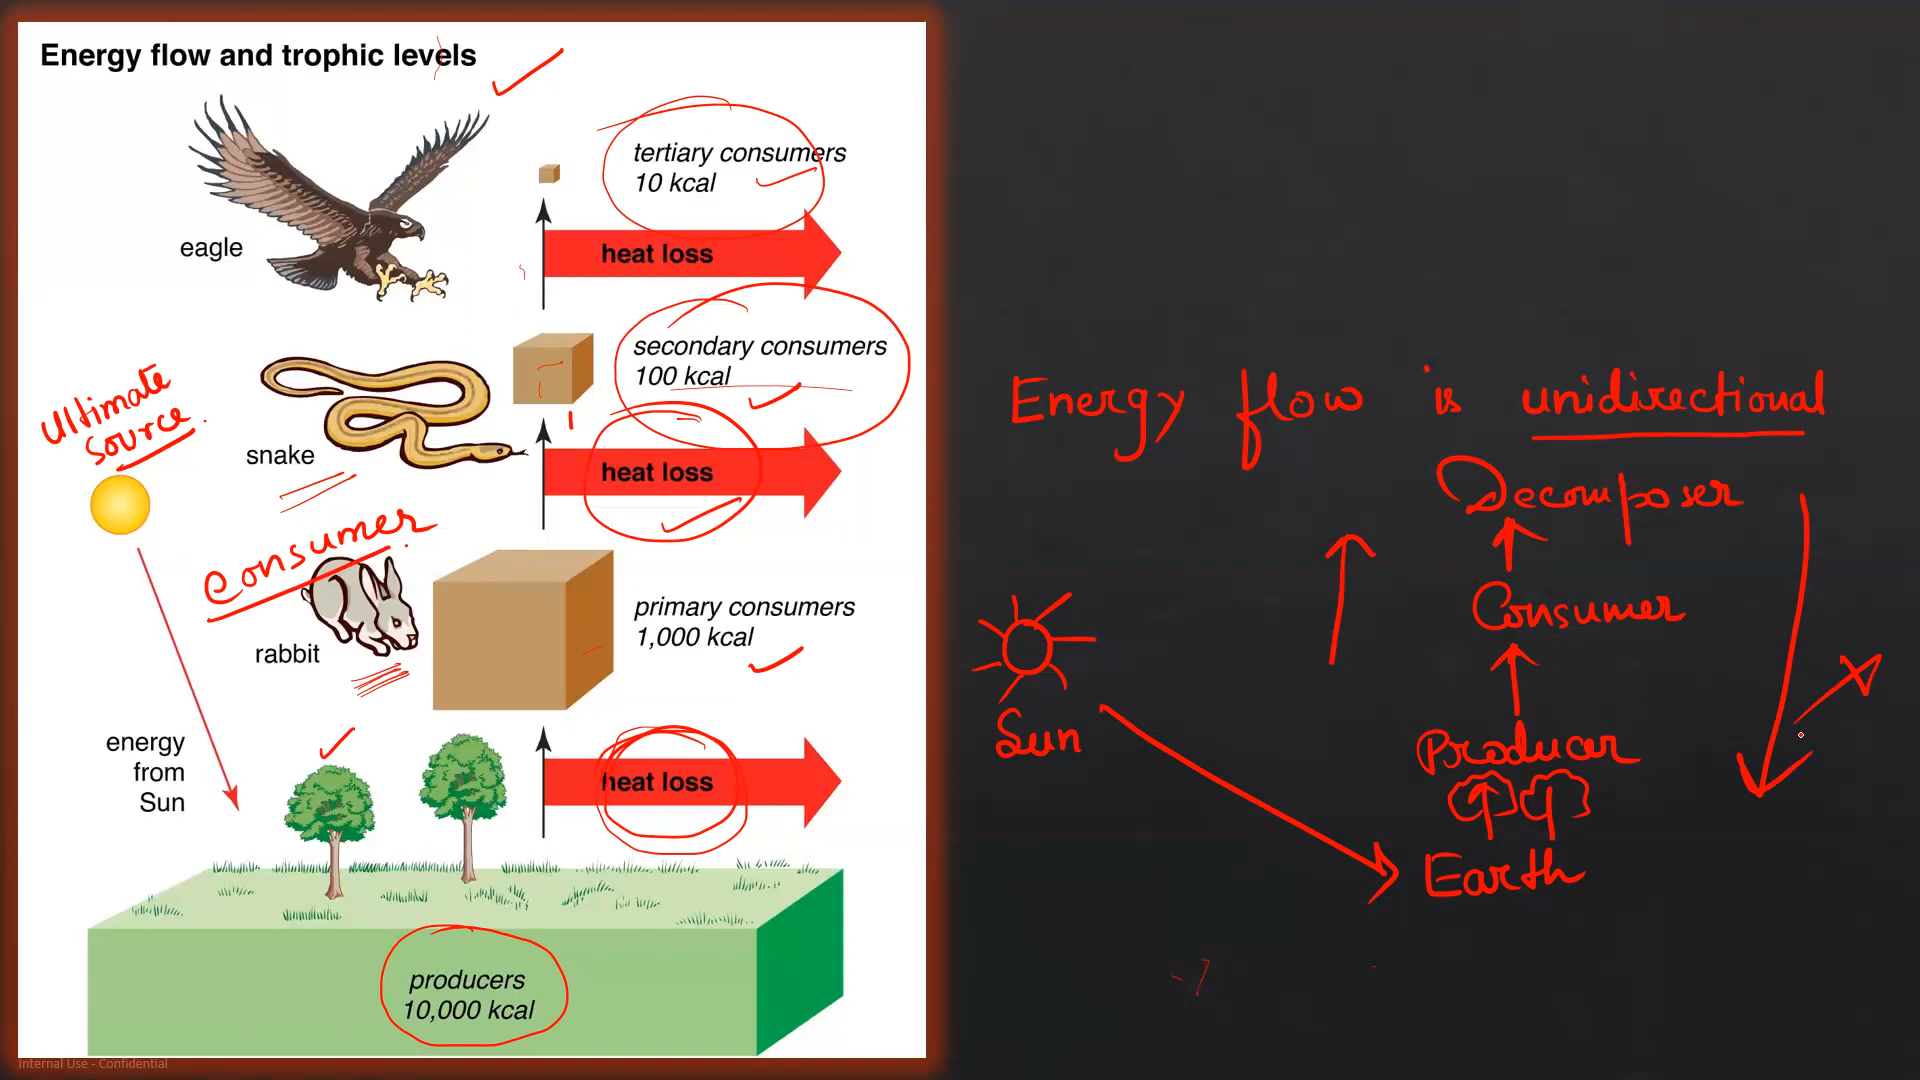 Energy flow and trophic levels
tertiary consumers
10 kcal
eagle
heat loss
secondary consumers
100 kcal
Ultimate
source.
snake
heat loss
Consumer
primary consumers
1,000 kcal
rabbit
energy
from
Sun
heat loss
producers
10,000 kcal
Internal Use - Confidential
Energy flow is unidirectional
Decomposer
Consumer
Sun
Producer
Earth